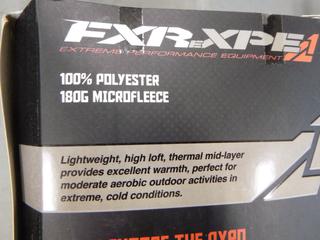 FXR XPE
EXTREME PERFORMANCE EQUIPMENT
100% POLYESTER
180G MICROFLEECE
Lightweight, high loft, thermal mid-layer
provides excellent warmth, perfect for
moderate aerobic outdoor activities in
extreme, cold conditions.
THE